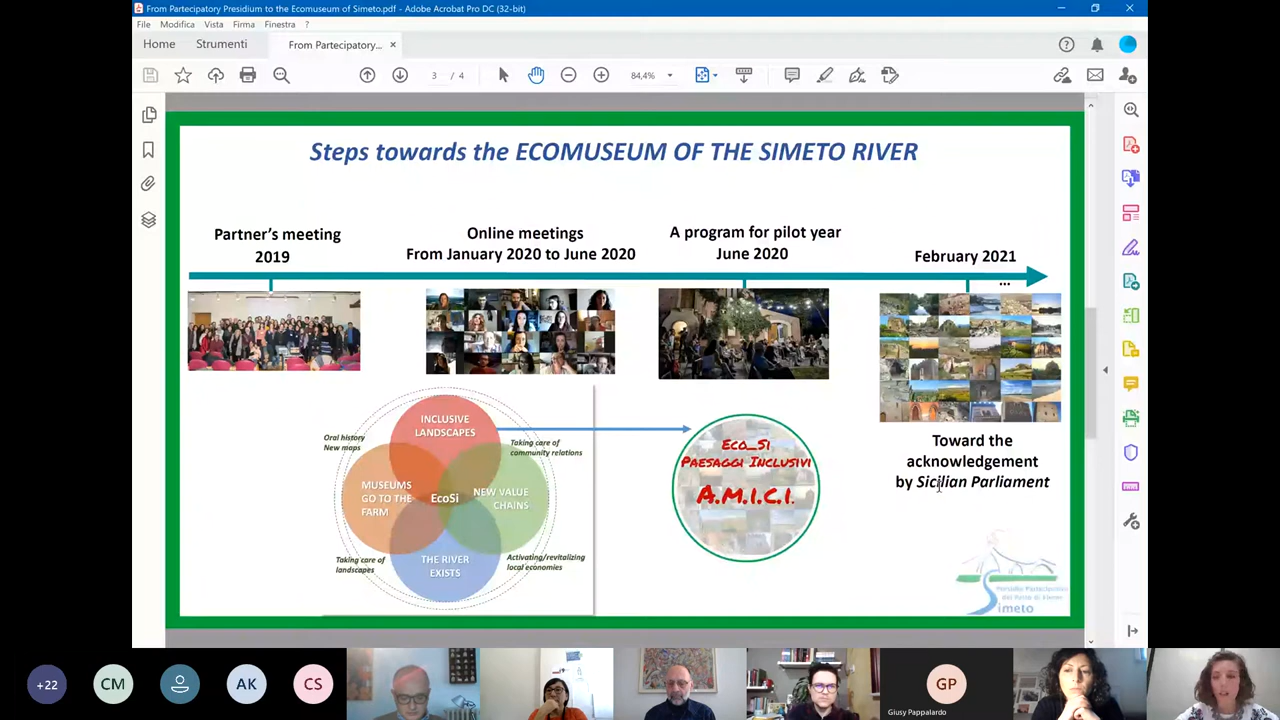 From Partecipatory Presidium to the Ecomuseum of Simeto.pdf - Adobe Acrobat Pro DC (32-bit)
File Modifica Vista Firma Finestra ?
Home Strumenti From Partecipatory... ×
3 / 4 84,4%
Steps towards the ECOMUSEUM OF THE SIMETO RIVER
Partner's meeting
2019
Online meetings
From January 2020 to June 2020
A program for pilot year
June 2020
February 2021
...
INCLUSIVE
LANDSCAPES
Oral history
New maps
Taking care of
community relations
MUSEUMS
GO TO THE
FARM
EcoSi
NEW VALUE
CHAINS
Taking care of
landscapes
THE RIVER
EXISTS
Activating/revitalizing
local economies
Eco_Si
Paesaggi Inclusivi
A.M.I.C.I.
Toward the
acknowledgement
by Sicilian Parliament
Simeto
+22
CM
AK
CS
GP
Giusy Pappalardo